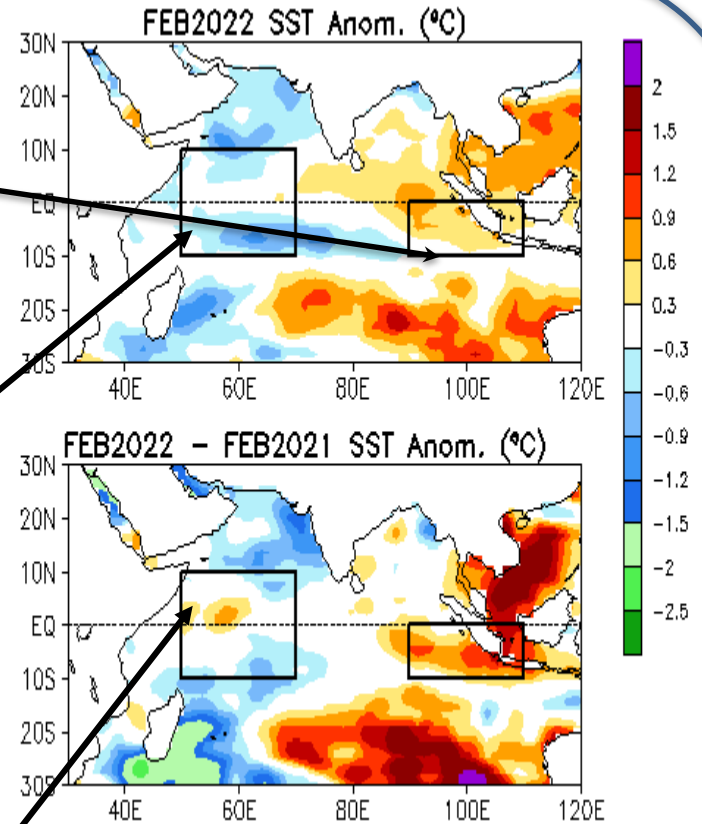 FEB2022 SST Anom. (°C)
30N
20N
10N
EQ
10S
20S
30S
40E 60E 80E 100E 120E
FEB2022 – FEB2021 SST Anom. (°C)
30N
20N
10N
EQ
10S
20S
30S
40E 60E 80E 100E 120E
2
1.5
1.2
0.9
0.6
0.3
-0.3
-0.6
-0.9
-1.2
-1.5
-2
-2.5